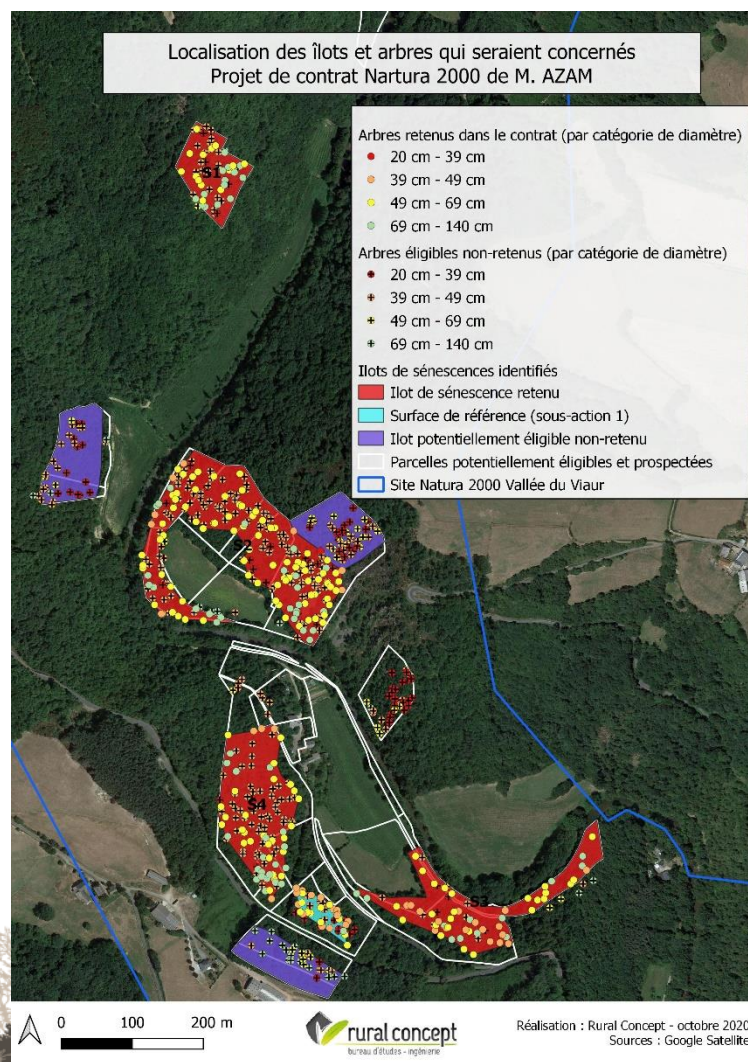 Localisation des îlots et arbres qui seraient concernés
Projet de contrat Nartura 2000 de M. AZAM
Arbres retenus dans le contrat (par catégorie de diamètre)
20 cm - 39 cm
39 cm - 49 cm
49 cm - 69 cm
69 cm - 140 cm
Arbres éligibles non-retenus (par catégorie de diamètre)
20 cm - 39 cm
39 cm - 49 cm
49 cm - 69 cm
69 cm - 140 cm
Ilots de sénescences identifiés
Ilot de sénescence retenu
Surface de référence (sous-action 1)
Ilot potentiellement éligible non-retenu
Parcelles potentiellement éligibles et prospectées
Site Natura 2000 Vallée du Viaur
S1
S2
S4
S3
0 100 200 m
rural concept
bureau d'études - ingénierie
Réalisation : Rural Concept - octobre 2020
Sources : Google Satellite